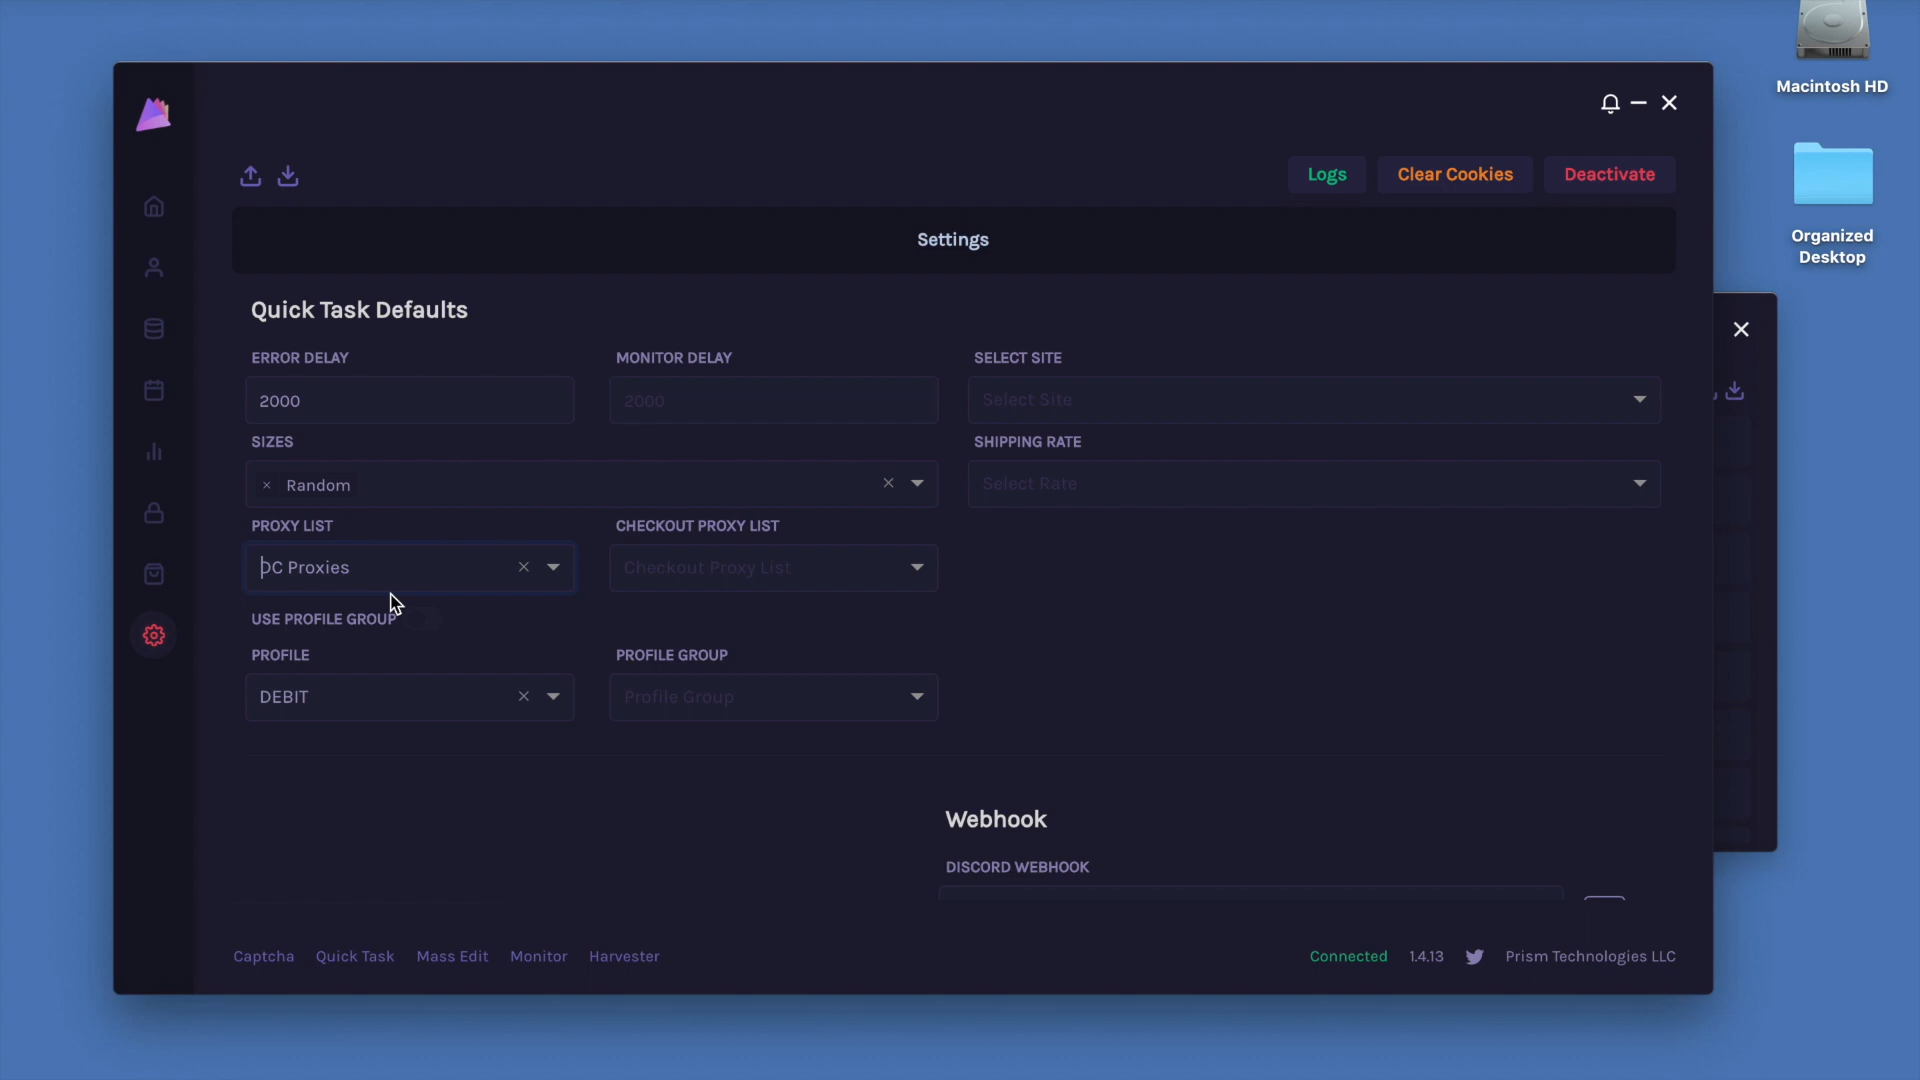 Macintosh HD
Organized
Desktop
Logs
Clear Cookies
Deactivate
Settings
Quick Task Defaults
ERROR DELAY
MONITOR DELAY
SELECT SITE
2000
2000
Select Site
SIZES
SHIPPING RATE
× Random
Select Rate
PROXY LIST
CHECKOUT PROXY LIST
DC Proxies
Checkout Proxy List
USE PROFILE GROUP
PROFILE
PROFILE GROUP
DEBIT
Profile Group
Webhook
DISCORD WEBHOOK
Captcha
Quick Task
Mass Edit
Monitor
Harvester
Connected
1.4.13
Prism Technologies LLC